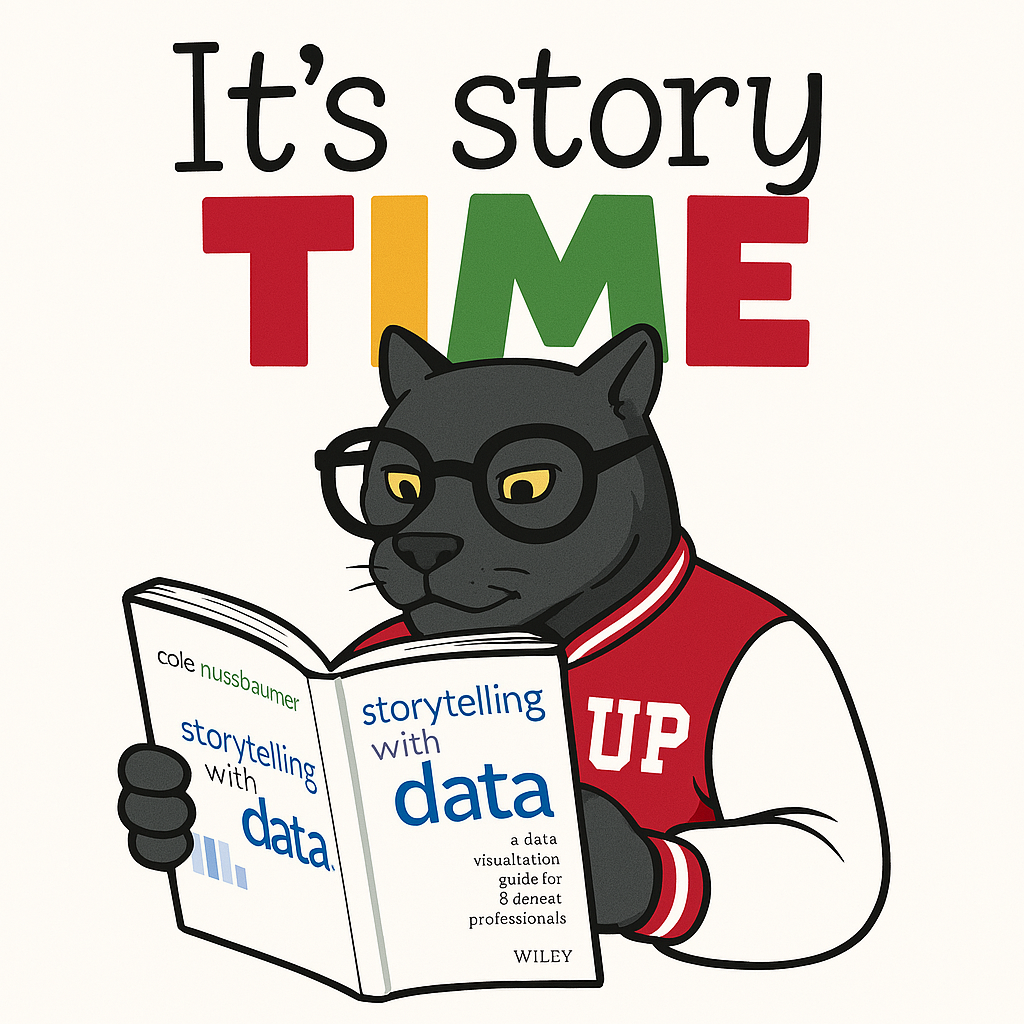 It's story
TIME
cole nussbaumer
storytelling
with
data.
storytelling
with
data
a data
visualtation
guide for
8 deneat
professionals
WILEY
UP